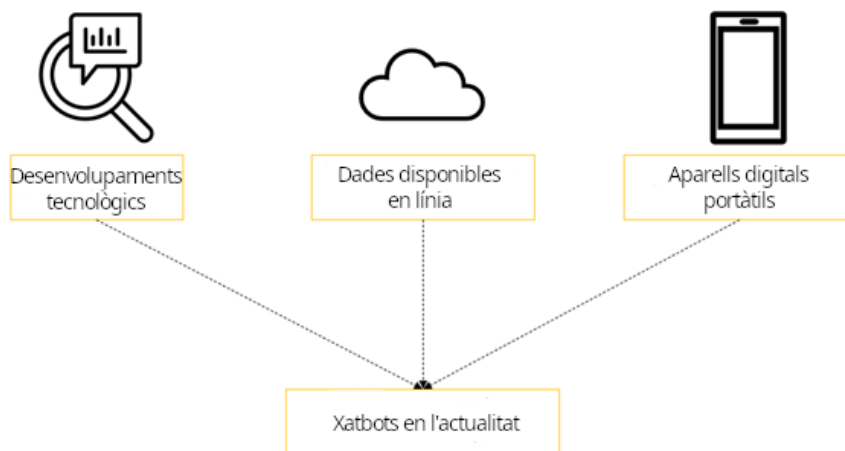 Desenvolupaments
tecnològics
Dades disponibles
en línia
Aparells digitals
portàtils
Xatbots en l'actualitat